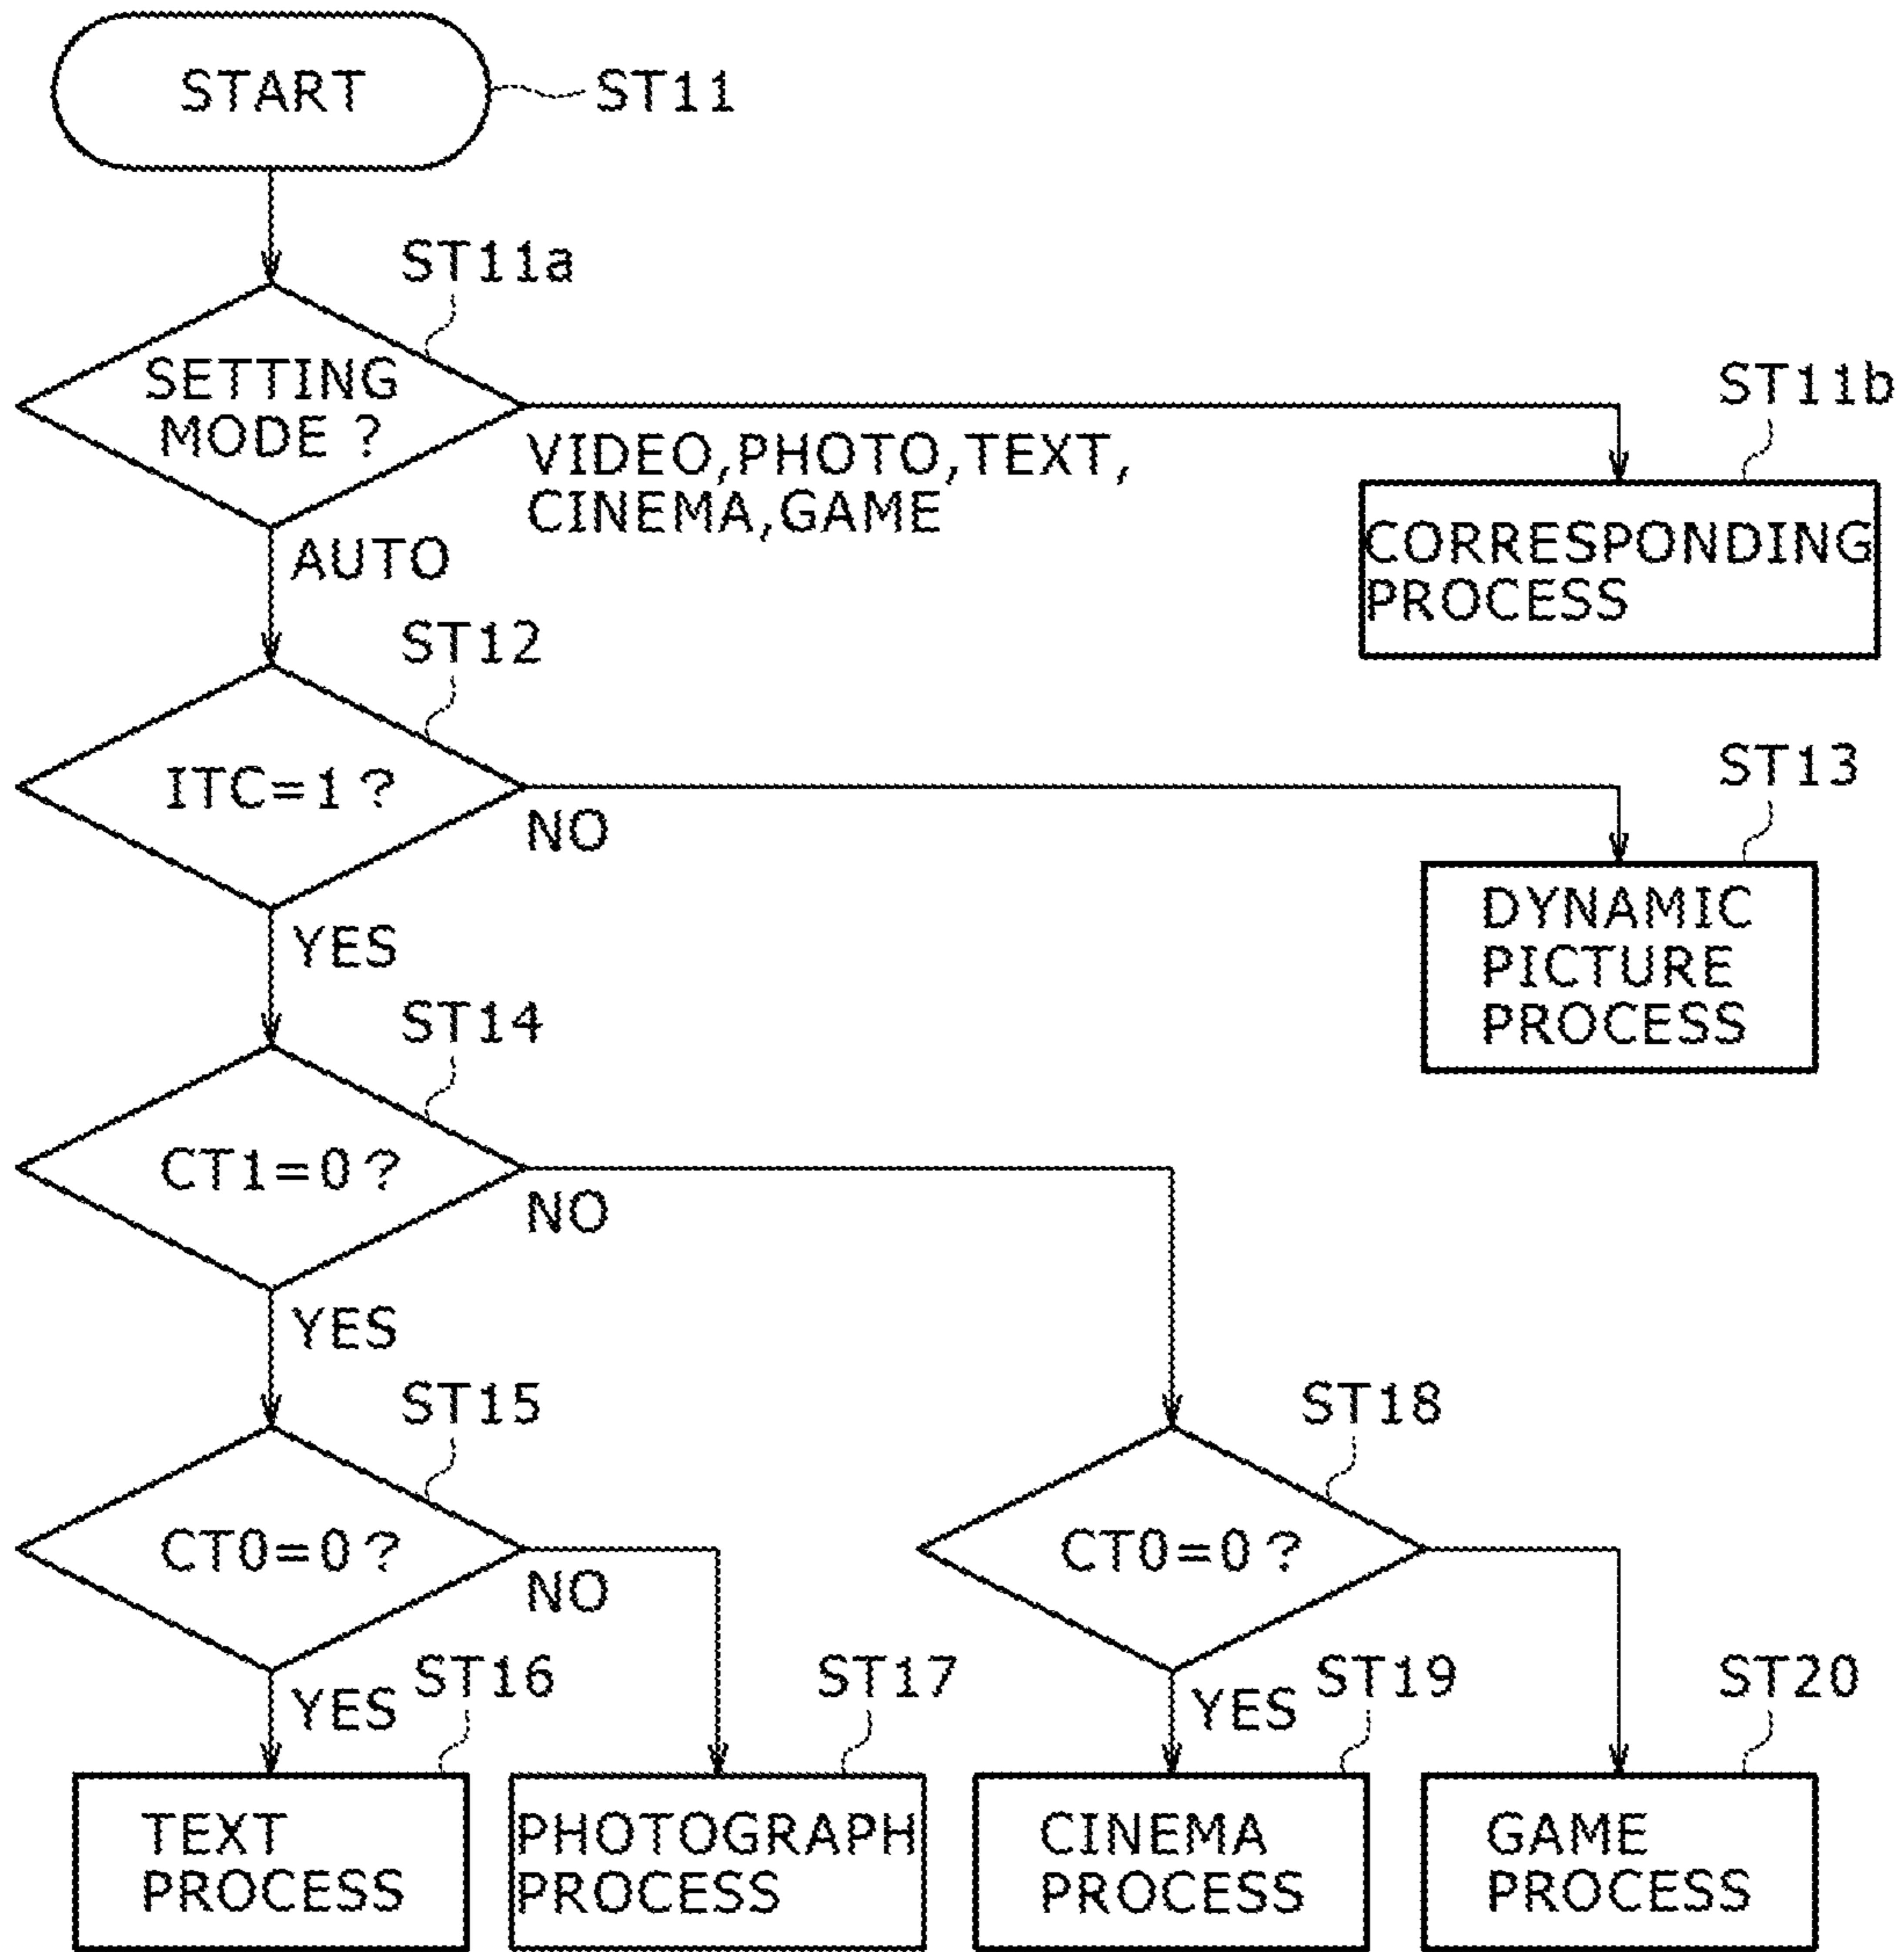 START
ST11
ST11a
SETTING
MODE ?
VIDEO,PHOTO,TEXT,
CINEMA,GAME
ST11b
CORRESPONDING
PROCESS
AUTO
ST12
ITC=1 ?
NO
ST13
DYNAMIC
PICTURE
PROCESS
YES
ST14
CT1=0 ?
NO
YES
ST15
CT0=0 ?
NO
ST18
CT0=0 ?
YES
ST16
ST17
YES
ST19
ST20
TEXT
PROCESS
PHOTOGRAPH
PROCESS
CINEMA
PROCESS
GAME
PROCESS